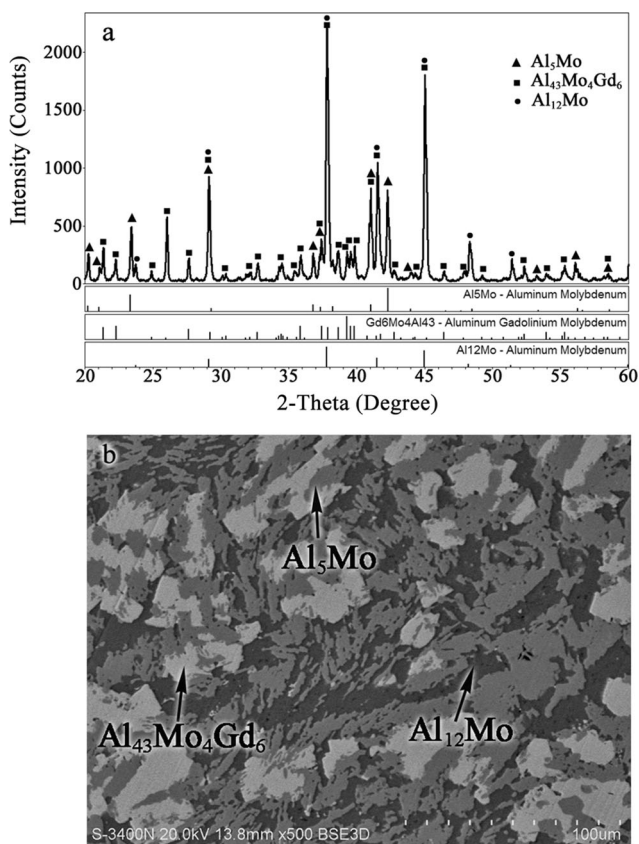 a
Intensity (Counts)
2000
1500
1000
500
0
▲ Al₅Mo
■ Al₄₃Mo₄Gd₆
● Al₁₂Mo
Al5Mo - Aluminum Molybdenum
Gd6Mo4Al43 - Aluminum Gadolinium Molybdenum
Al12Mo - Aluminum Molybdenum
20 25 30 35 40 45 50 55 60
2-Theta (Degree)
b
Al₅Mo
Al₄₃Mo₄Gd₆
Al₁₂Mo
S-3400N 20.0kV 13.8mm x500 BSE3D
100um